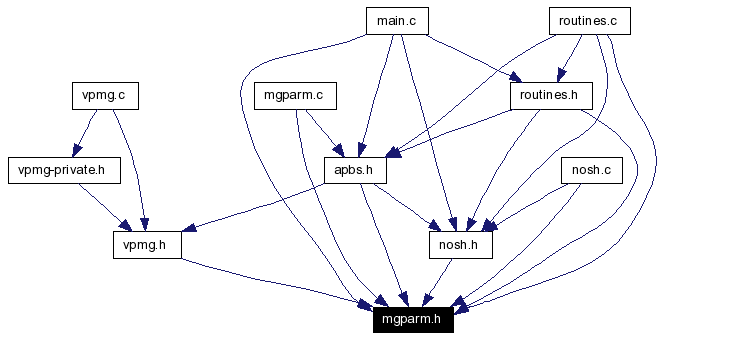 main.c
routines.c
vpmg.c
mgparm.c
routines.h
vpmg-private.h
apbs.h
nosh.c
vpmg.h
nosh.h
mgparm.h